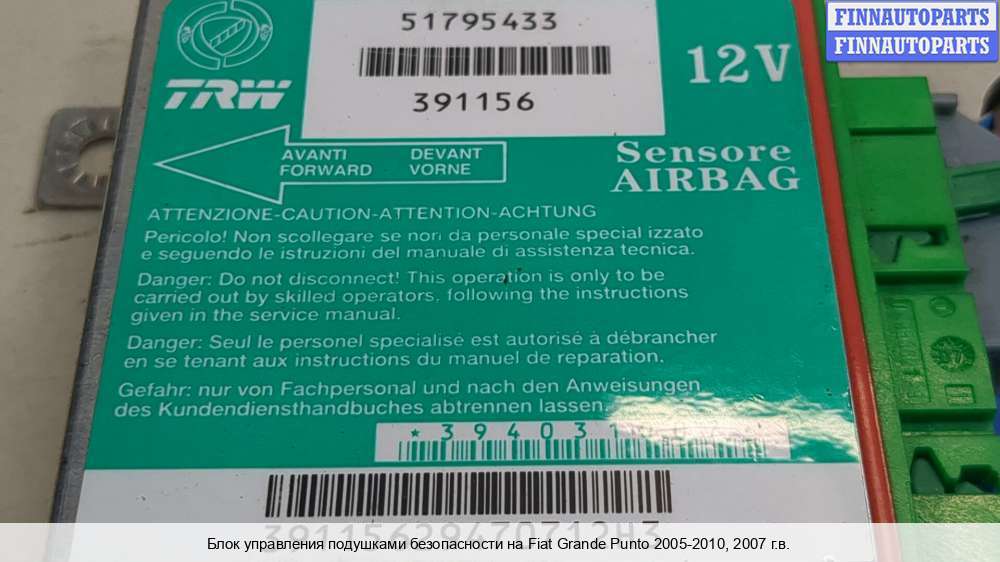 FINNAUTOPARTS
FINNAUTOPARTS
51795433
391156
12V
TRW
AVANTI DEVANT
FORWARD VORNE
Sensore
AIRBAG
ATTENZIONE-CAUTION-ATTENTION-ACHTUNG
Pericolo! Non scollegare se non da personale special izzato
e seguendo le istruzioni del manuale di assistenza tecnica.
Danger: Do not disconnect! This operation is only to be
carried out by skilled operators, following the instructions
given in the service manual.
Danger: Seul le personel specialisé est autorisé à débrancher
en se tenant aux instructions du manuel de reparation.
Gefahr: nur von Fachpersonal und nach den Anweisungen
des Kundendiensthandbuches abtrennen lassen.
Блок управления подушками безопасности на Fiat Grande Punto 2005-2010, 2007 г.в.